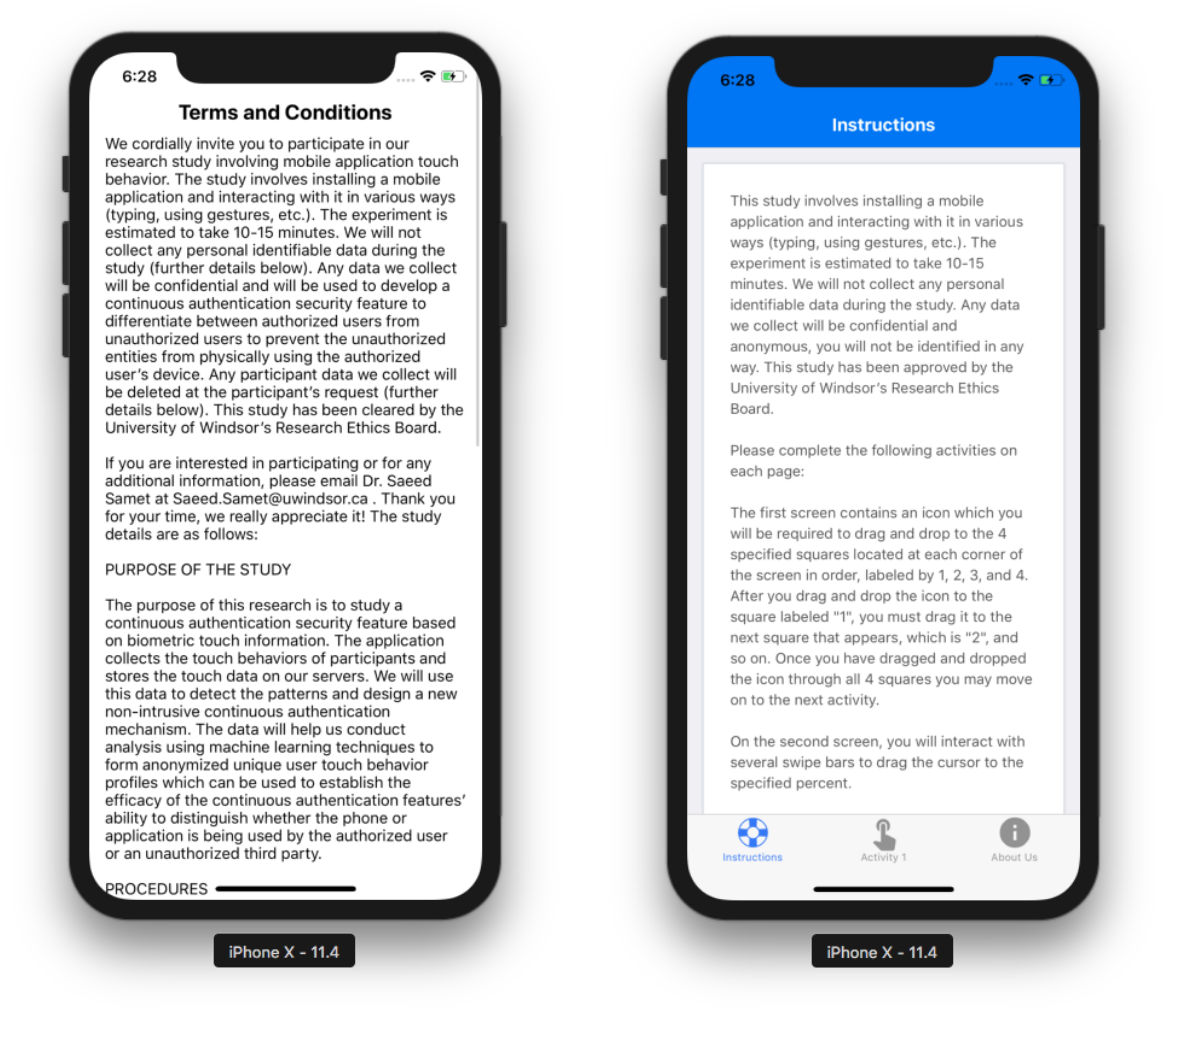 6:28
Terms and Conditions
We cordially invite you to participate in our
research study involving mobile application touch
behavior. The study involves installing a mobile
application and interacting with it in various ways
(typing, using gestures, etc.). The experiment is
estimated to take 10-15 minutes. We will not
collect any personal identifiable data during the
study (further details below). Any data we collect
will be confidential and will be used to develop a
continuous authentication security feature to
differentiate between authorized users from
unauthorized users to prevent the unauthorized
entities from physically using the authorized
user's device. Any participant data we collect will
be deleted at the participant's request (further
details below). This study has been cleared by the
University of Windsor's Research Ethics Board.
If you are interested in participating or for any
additional information, please email Dr. Saeed
Samet at Saeed.Samet@uwindsor.ca . Thank you
for your time, we really appreciate it! The study
details are as follows:
PURPOSE OF THE STUDY
The purpose of this research is to study a
continuous authentication security feature based
on biometric touch information. The application
collects the touch behaviors of participants and
stores the touch data on our servers. We will use
this data to detect the patterns and design a new
non-intrusive continuous authentication
mechanism. The data will help us conduct
analysis using machine learning techniques to
form anonymized unique user touch behavior
profiles which can be used to establish the
efficacy of the continuous authentication features'
ability to distinguish whether the phone or
application is being used by the authorized user
or an unauthorized third party.
PROCEDURES
iPhone X - 11.4
6:28
Instructions
This study involves installing a mobile
application and interacting with it in various
ways (typing, using gestures, etc.). The
experiment is estimated to take 10-15
minutes. We will not collect any personal
identifiable data during the study. Any data
we collect will be confidential and
anonymous, you will not be identified in any
way. This study has been approved by the
University of Windsor's Research Ethics
Board.
Please complete the following activities on
each page:
The first screen contains an icon which you
will be required to drag and drop to the 4
specified squares located at each corner of
the screen in order, labeled by 1, 2, 3, and 4.
After you drag and drop the icon to the
square labeled "1", you must drag it to the
next square that appears, which is "2", and
so on. Once you have dragged and dropped
the icon through all 4 squares you may move
on to the next activity.
On the second screen, you will interact with
several swipe bars to drag the cursor to the
specified percent.
Instructions
Activity 1
About Us
iPhone X - 11.4